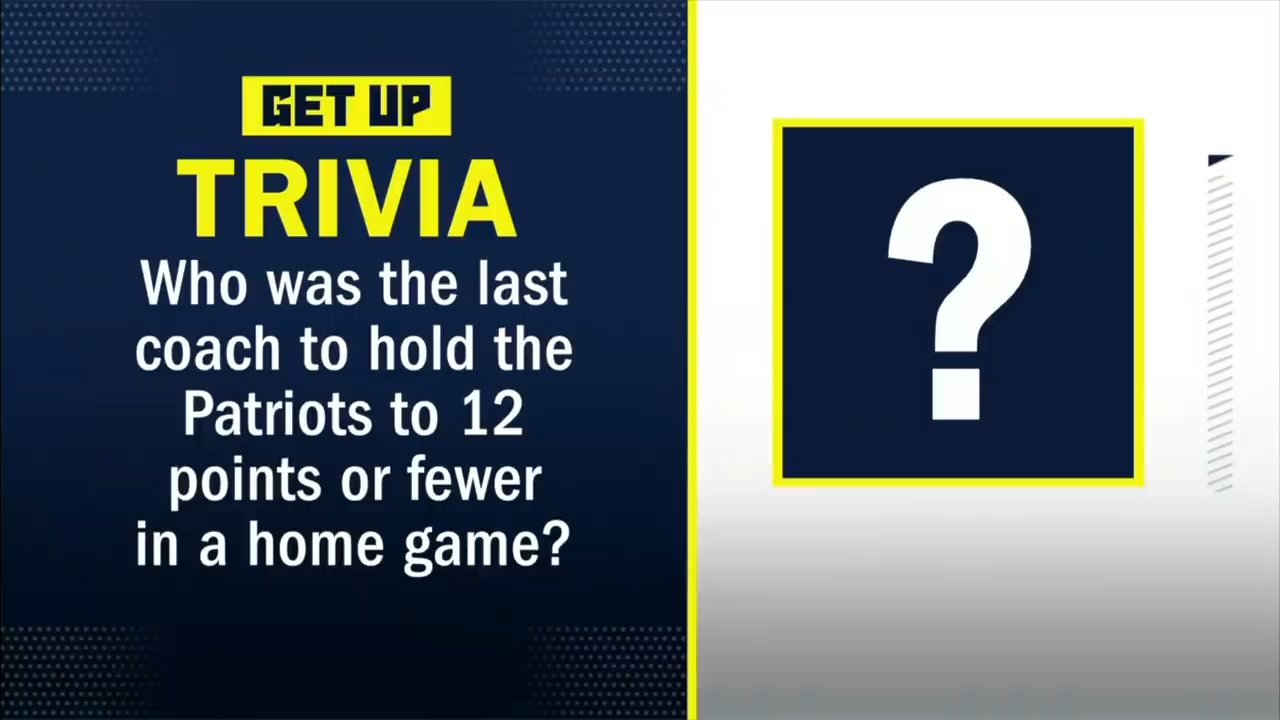 GET UP
TRIVIA
Who was the last
coach to hold the
Patriots to 12
points or fewer
in a home game?
?